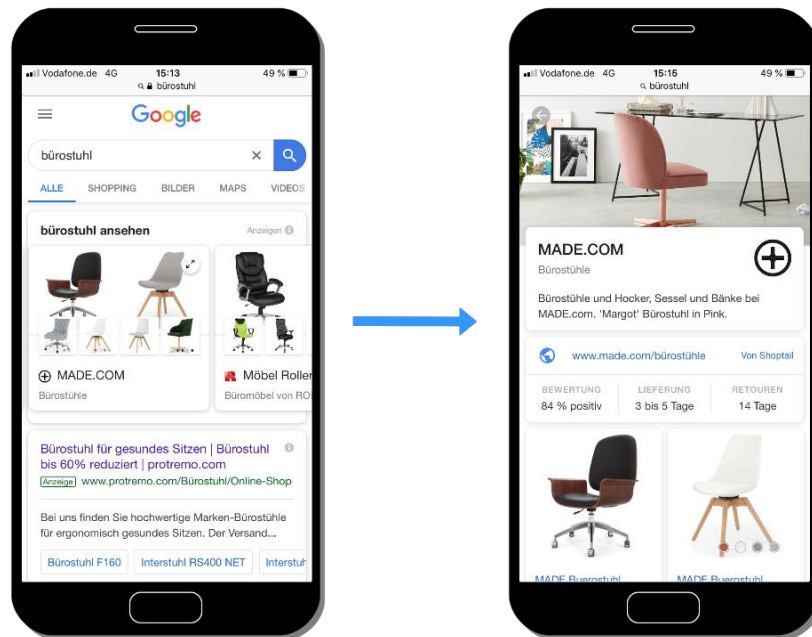 Vodafone.de 4G 15:13 49 %
bürostuhl
Google
bürostuhl
ALLE SHOPPING BILDER MAPS VIDEOS
bürostuhl ansehen Anzeigen
MADE.COM
Bürostühle
Möbel Roller
Büromöbel von RO
Bürostuhl für gesundes Sitzen | Bürostuhl
bis 60% reduziert | protremo.com
Anzeige www.protremo.com/Bürostuhl/Online-Shop
Bei uns finden Sie hochwertige Marken-Bürostühle
für ergonomisch gesundes Sitzen. Der Versand...
Bürostuhl F160 Interstuhl RS400 NET Interstuh
Vodafone.de 4G 15:15 49 %
bürostuhl
MADE.COM
Bürostühle
Bürostühle und Hocker, Sessel und Bänke bei
MADE.com. 'Margot' Bürostuhl in Pink.
www.made.com/bürostühle Von Shoptail
BEWERTUNG LIEFERUNG RETOUREN
84 % positiv 3 bis 5 Tage 14 Tage
MADE Buerostuhl MADE Buerostuhl